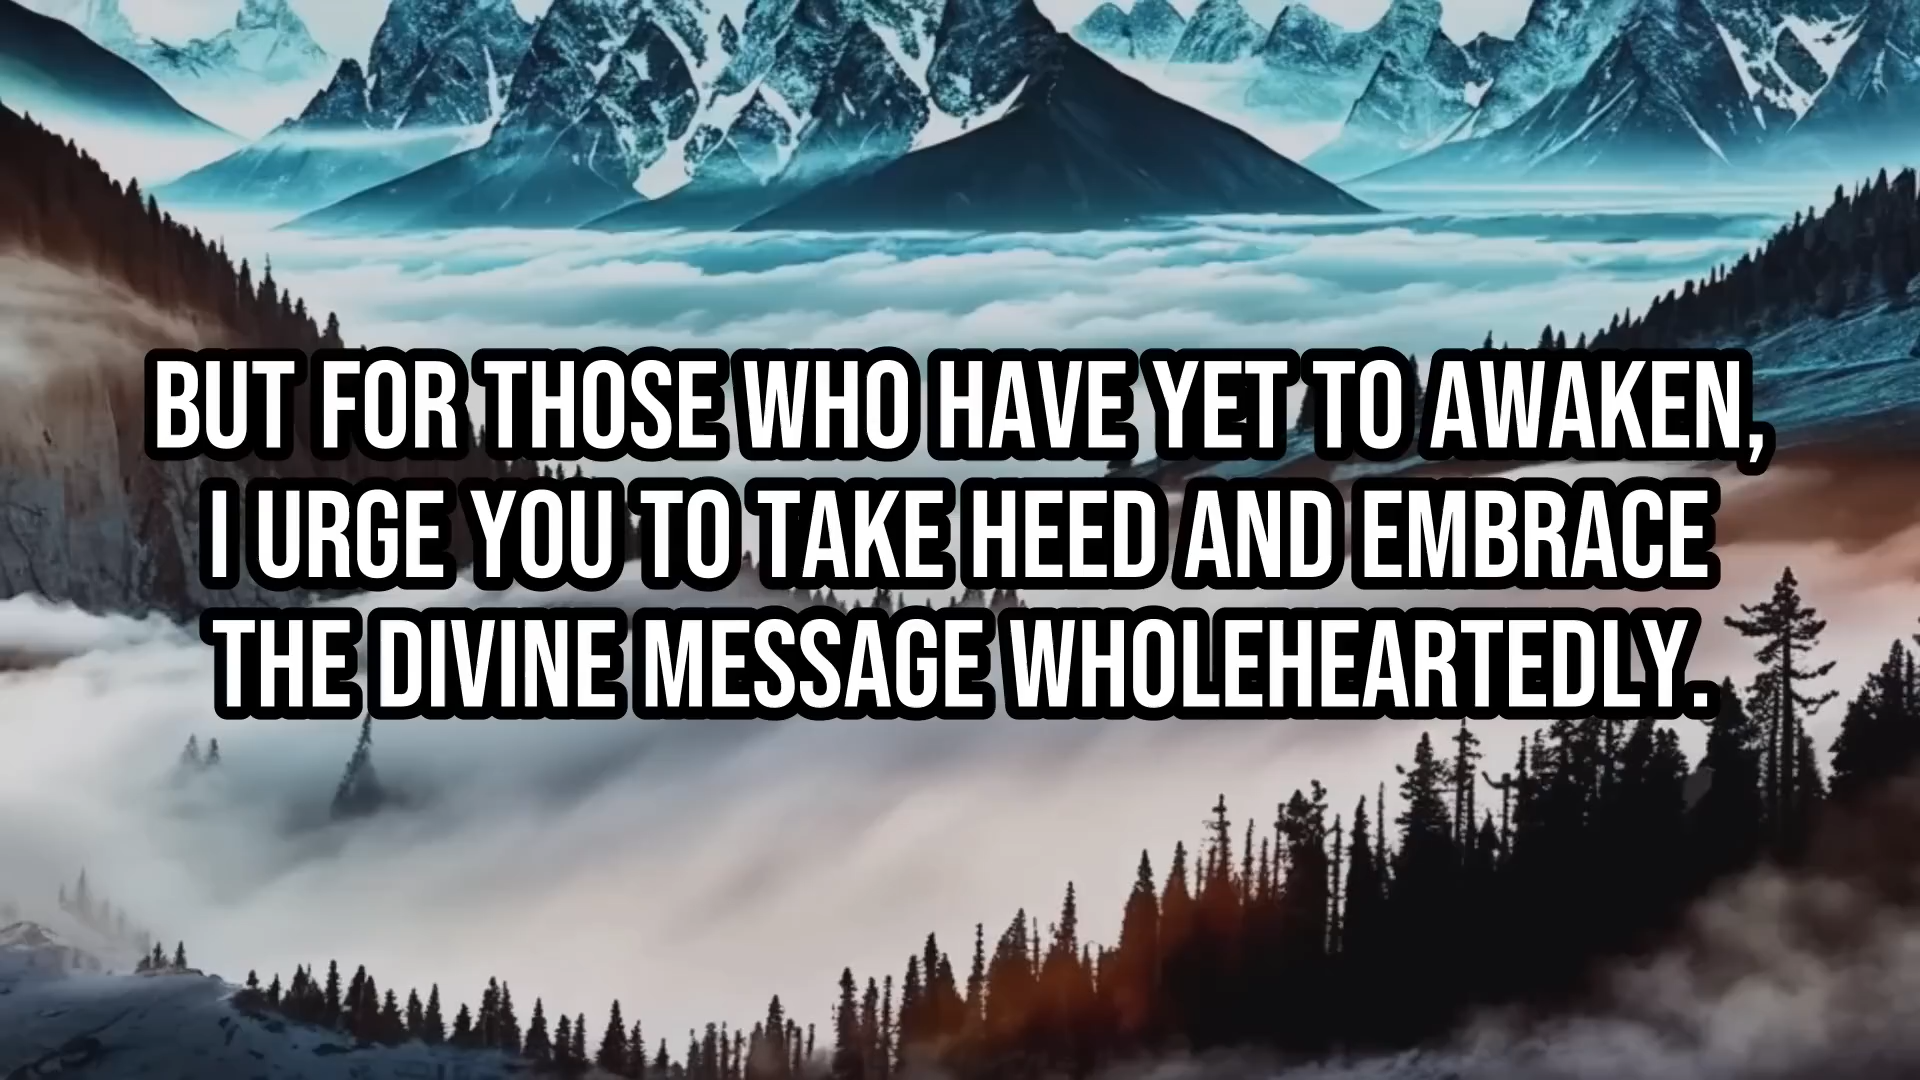 BUT FOR THOSE WHO HAVE YET TO AWAKEN,
I URGE YOU TO TAKE HEED AND EMBRACE
THE DIVINE MESSAGE WHOLEHEARTEDLY.